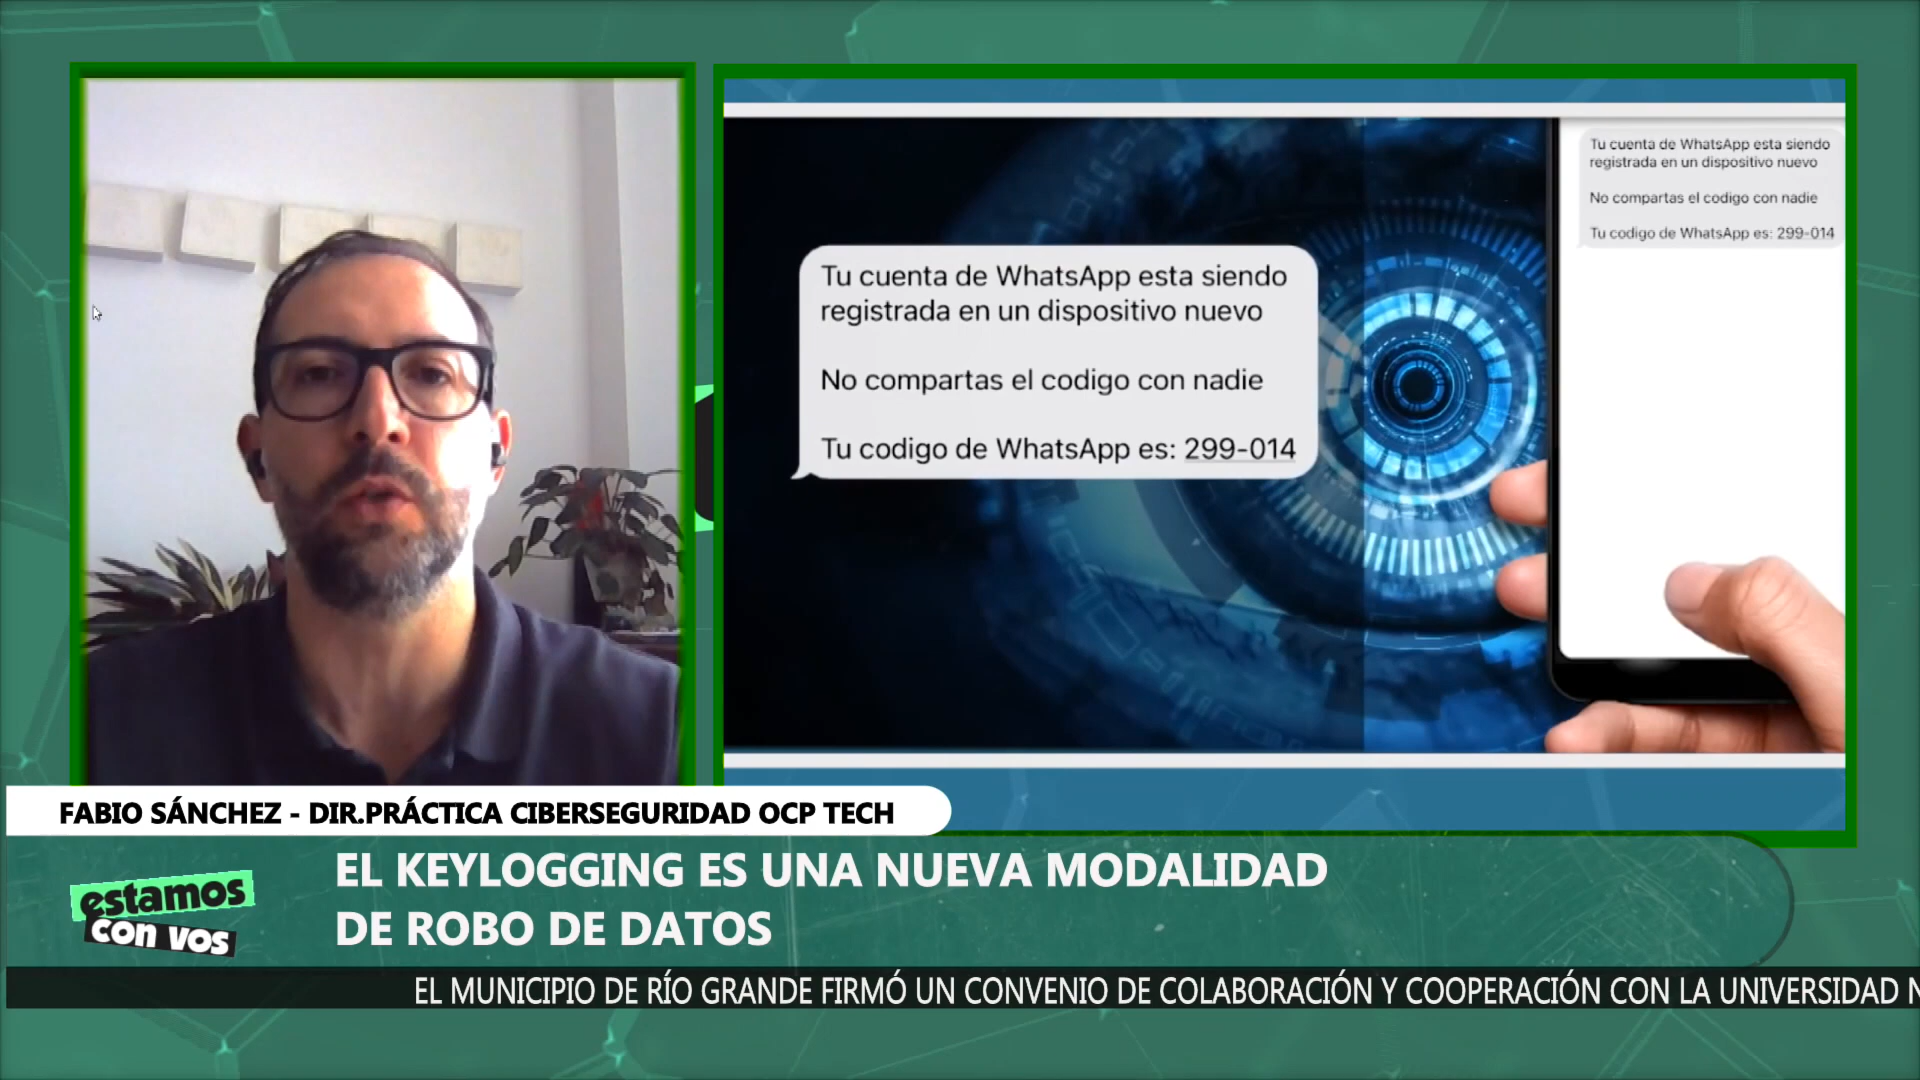 Tu cuenta de WhatsApp esta siendo
registrada en un dispositivo nuevo
No compartas el codigo con nadie
Tu codigo de WhatsApp es: 299-014
Tu cuenta de WhatsApp esta siendo
registrada en un dispositivo nuevo
No compartas el codigo con nadie
Tu codigo de WhatsApp es: 299-014
FABIO SÁNCHEZ - DIR.PRÁCTICA CIBERSEGURIDAD OCP TECH
EL KEYLOGGING ES UNA NUEVA MODALIDAD
DE ROBO DE DATOS
estamos
con vos
EL MUNICIPIO DE RÍO GRANDE FIRMÓ UN CONVENIO DE COLABORACIÓN Y COOPERACIÓN CON LA UNIVERSIDAD N